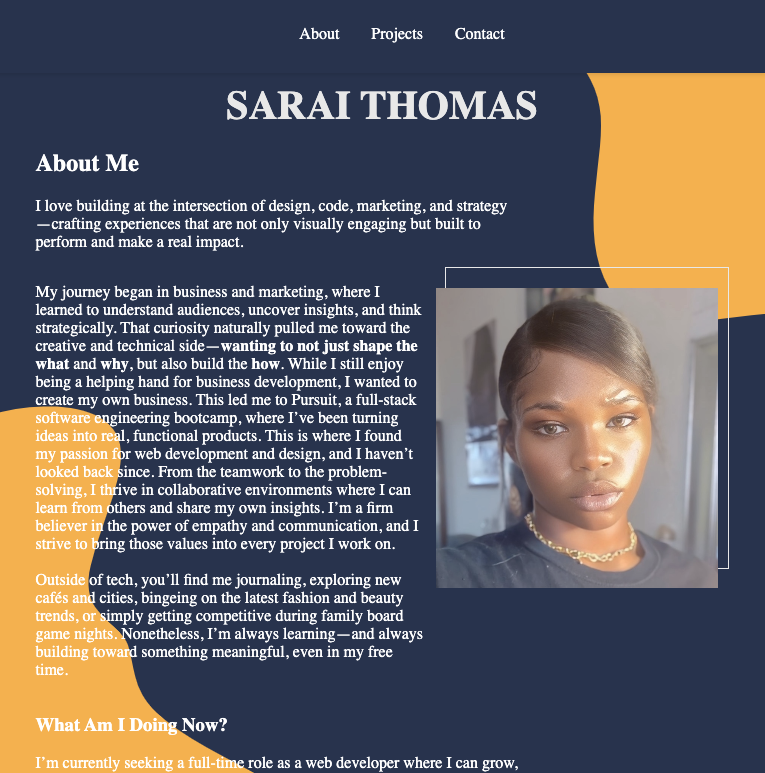 About Projects Contact
SARAI THOMAS
About Me
I love building at the intersection of design, code, marketing, and strategy
—crafting experiences that are not only visually engaging but built to
perform and make a real impact.
My journey began in business and marketing, where I
learned to understand audiences, uncover insights, and think
strategically. That curiosity naturally pulled me toward the
creative and technical side—wanting to not just shape the
what and why, but also build the how. While I still enjoy
being a helping hand for business development, I wanted to
create my own business. This led me to Pursuit, a full-stack
software engineering bootcamp, where I’ve been turning
ideas into real, functional products. This is where I found
my passion for web development and design, and I haven’t
looked back since. From the teamwork to the problem-
solving, I thrive in collaborative environments where I can
learn from others and share my own insights. I’m a firm
believer in the power of empathy and communication, and I
strive to bring those values into every project I work on.
Outside of tech, you’ll find me journaling, exploring new
cafés and cities, bingeing on the latest fashion and beauty
trends, or simply getting competitive during family board
game nights. Nonetheless, I’m always learning—and always
building toward something meaningful, even in my free
time.
What Am I Doing Now?
I’m currently seeking a full-time role as a web developer where I can grow,